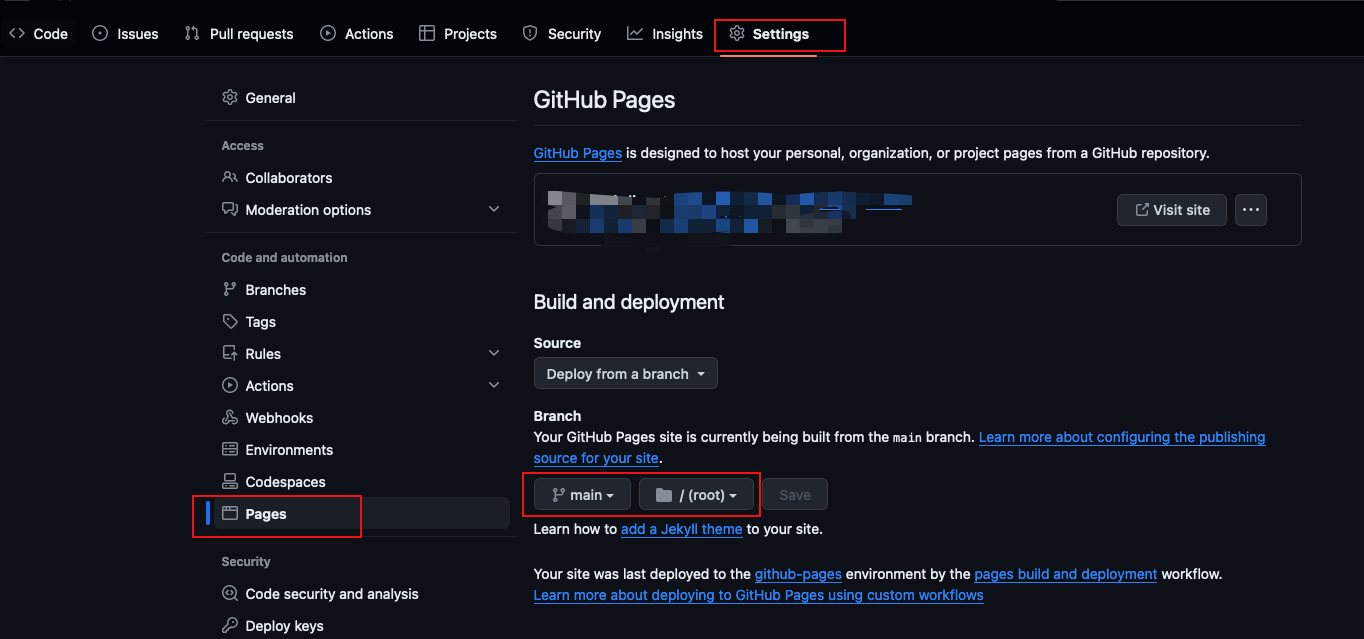 Code Issues Pull requests Actions Projects Security Insights Settings
General
Access
Collaborators
Moderation options
Code and automation
Branches
Tags
Rules
Actions
Webhooks
Environments
Codespaces
Pages
Security
Code security and analysis
Deploy keys
GitHub Pages
GitHub Pages is designed to host your personal, organization, or project pages from a GitHub repository.
Visit site
Build and deployment
Source
Deploy from a branch
Branch
Your GitHub Pages site is currently being built from the main branch. Learn more about configuring the publishing
source for your site.
main / (root) Save
Learn how to add a Jekyll theme to your site.
Your site was last deployed to the github-pages environment by the pages build and deployment workflow.
Learn more about deploying to GitHub Pages using custom workflows